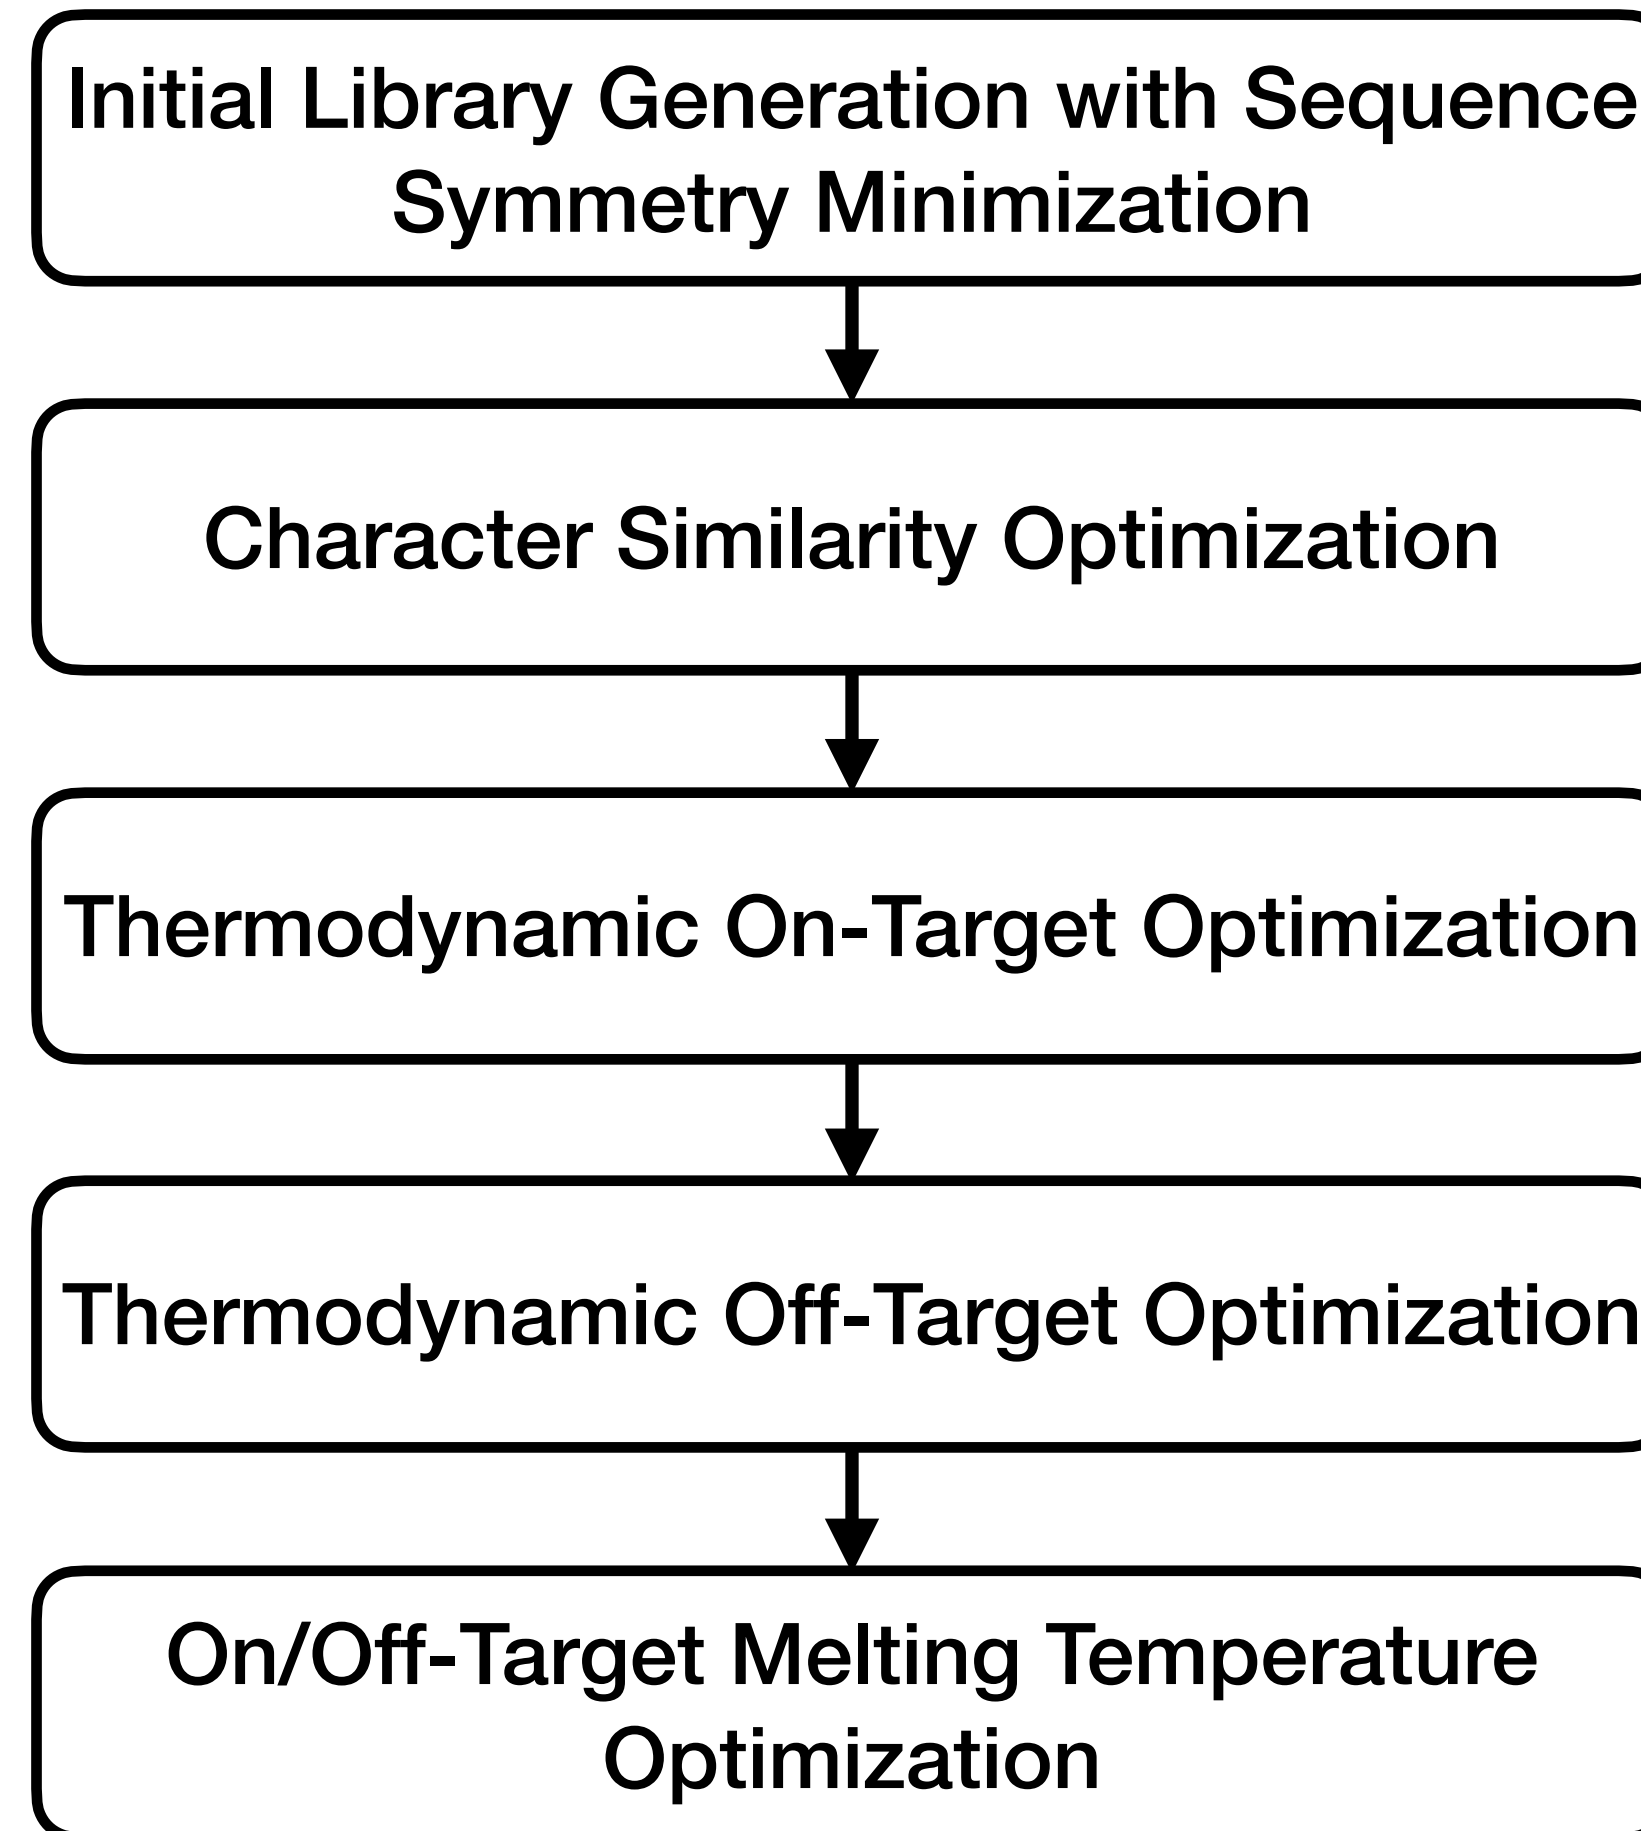 Initial Library Generation with Sequence
Symmetry Minimization
Character Similarity Optimization
Thermodynamic On-Target Optimization
Thermodynamic Off-Target Optimization
On/Off-Target Melting Temperature
Optimization